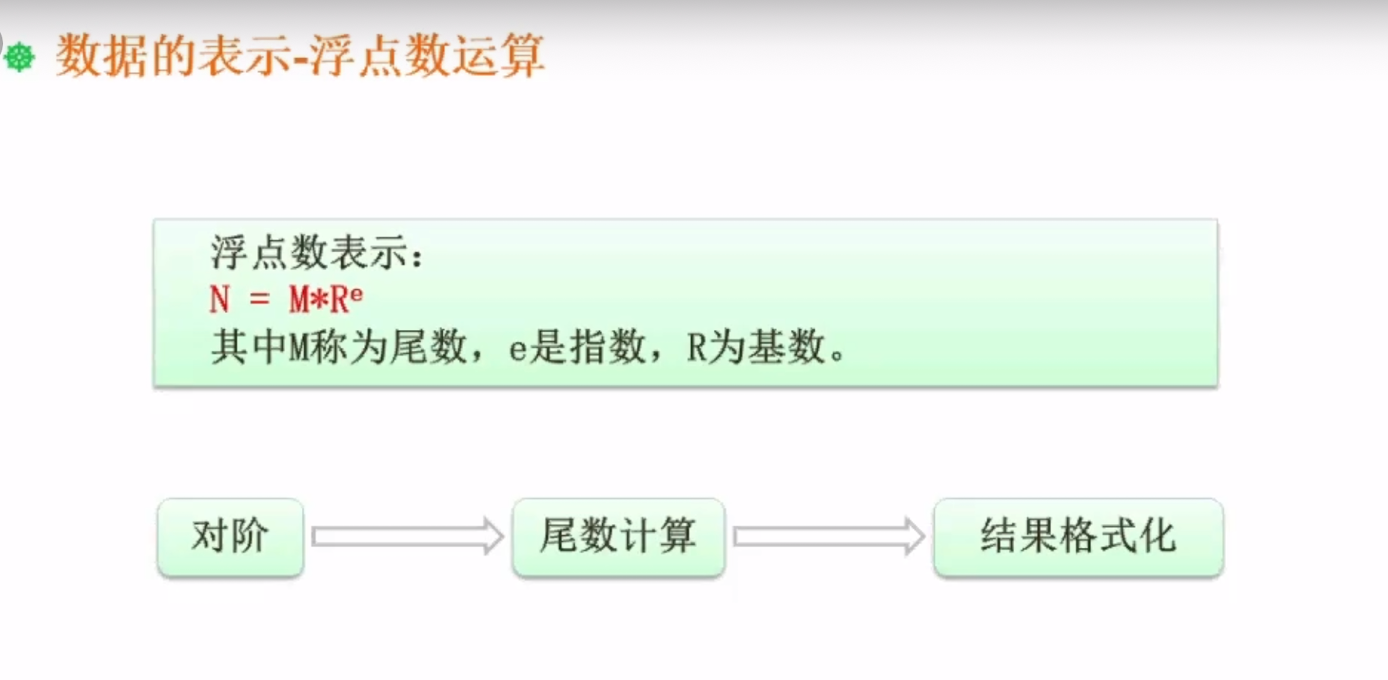 数据的表示-浮点数运算
浮点数表示：
N = M*Rᵉ
其中M称为尾数，e是指数，R为基数。
对阶
尾数计算
结果格式化